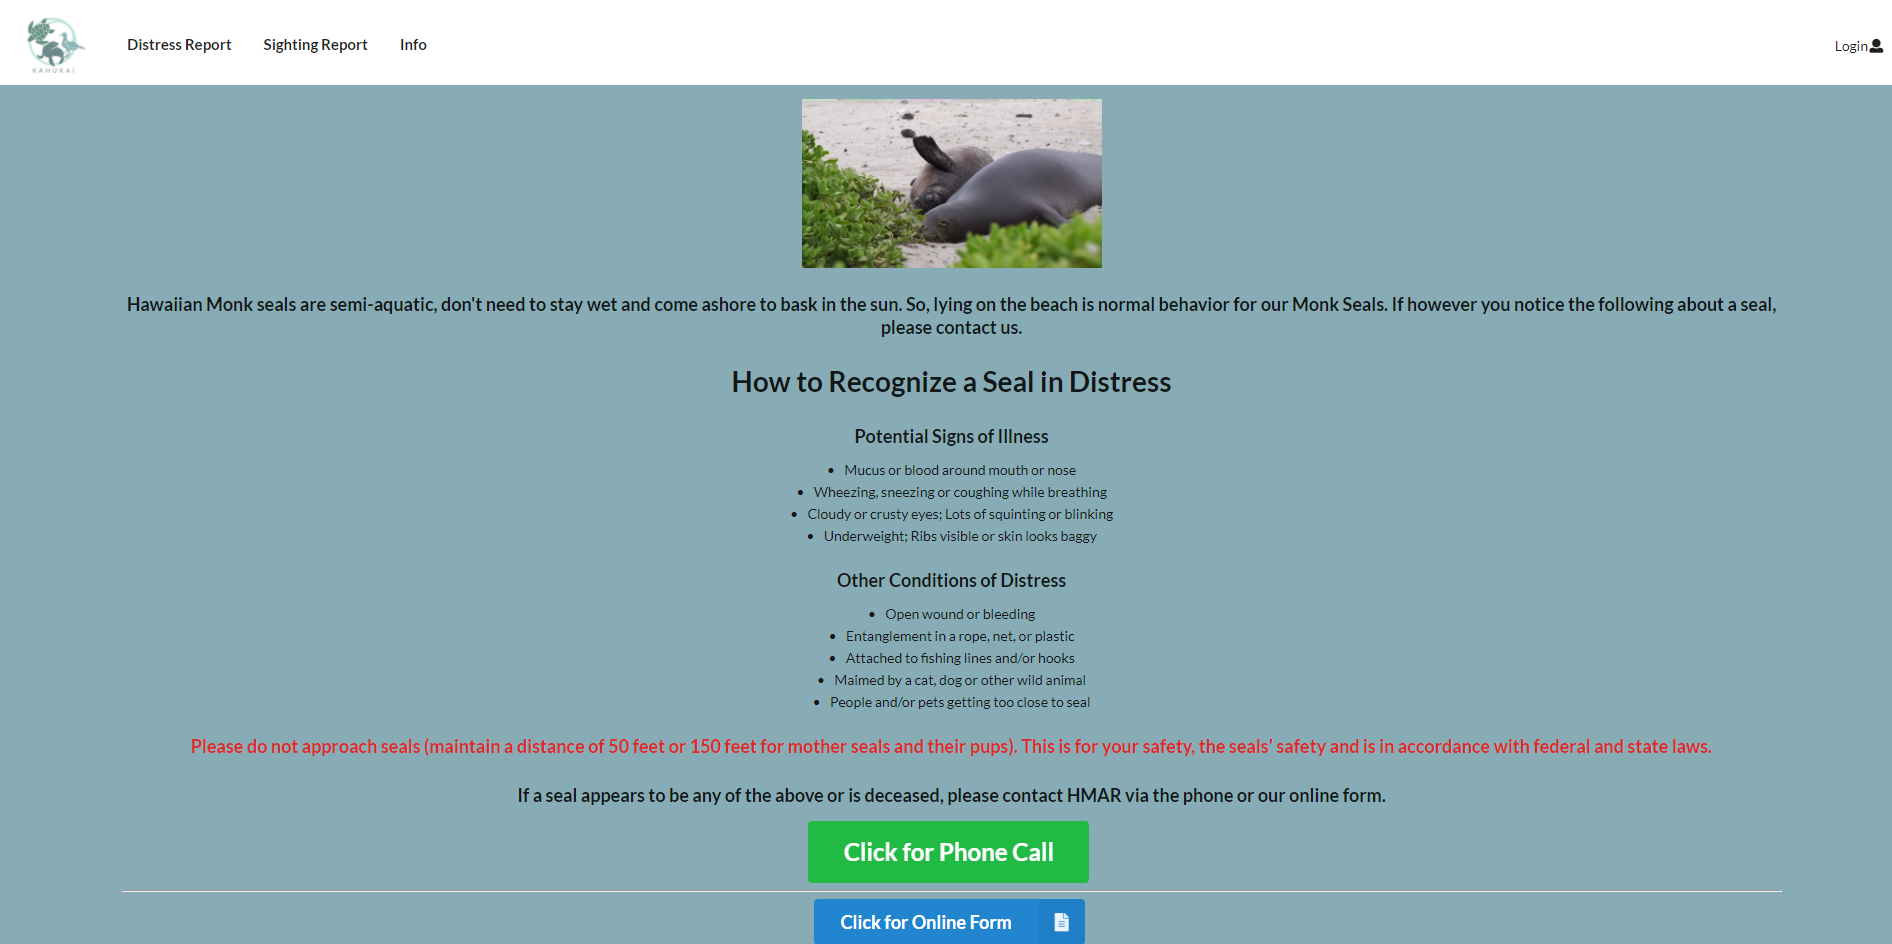 KAHUKAI
Distress Report
Sighting Report
Info
Login
Hawaiian Monk seals are semi-aquatic, don't need to stay wet and come ashore to bask in the sun. So, lying on the beach is normal behavior for our Monk Seals. If however you notice the following about a seal,
please contact us.
How to Recognize a Seal in Distress
Potential Signs of Illness
• Mucus or blood around mouth or nose
• Wheezing, sneezing or coughing while breathing
• Cloudy or crusty eyes; Lots of squinting or blinking
• Underweight; Ribs visible or skin looks baggy
Other Conditions of Distress
• Open wound or bleeding
• Entanglement in a rope, net, or plastic
• Attached to fishing lines and/or hooks
• Maimed by a cat, dog or other wild animal
• People and/or pets getting too close to seal
Please do not approach seals (maintain a distance of 50 feet or 150 feet for mother seals and their pups). This is for your safety, the seals' safety and is in accordance with federal and state laws.
If a seal appears to be any of the above or is deceased, please contact HMAR via the phone or our online form.
Click for Phone Call
Click for Online Form